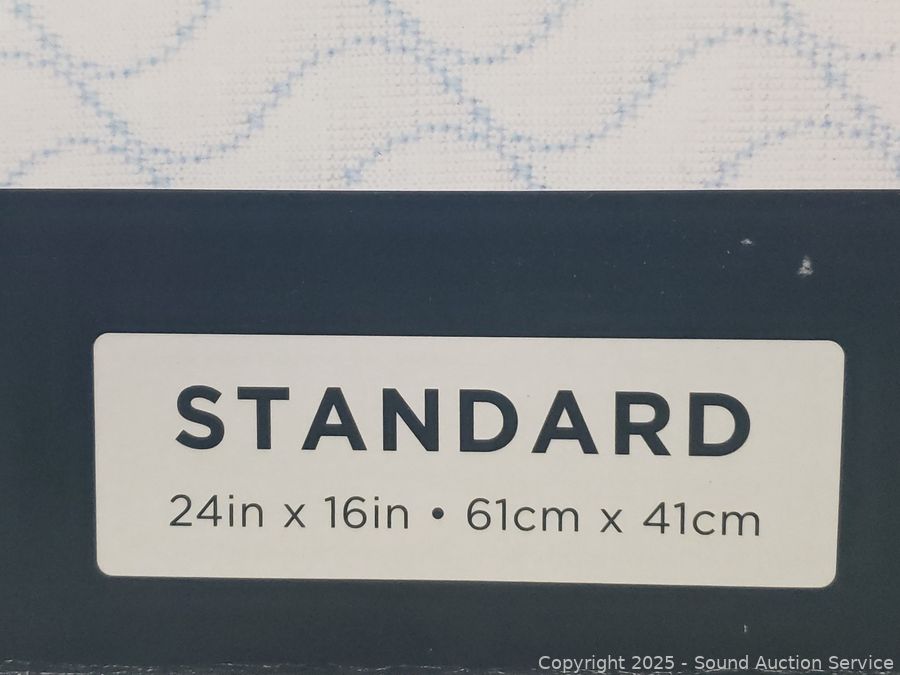 STANDARD
24in x 16in • 61cm x 41cm
Copyright 2025 - Sound Auction Service